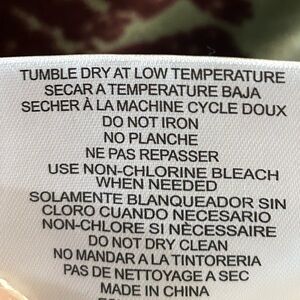 TUMBLE DRY AT LOW TEMPERATURE
SECAR A TEMPERATURE BAJA
SECHER À LA MACHINE CYCLE DOUX
DO NOT IRON
NO PLANCHE
NE PAS REPASSER
USE NON-CHLORINE BLEACH
WHEN NEEDED
SOLAMENTE BLANQUEADOR SIN
CLORO CUANDO NECESARIO
NON-CHLORE SI NÈCESSAIRE
DO NOT DRY CLEAN
NO MANDAR A LA TINTORERIA
PAS DE NETTOYAGE A SEC
MADE IN CHINA